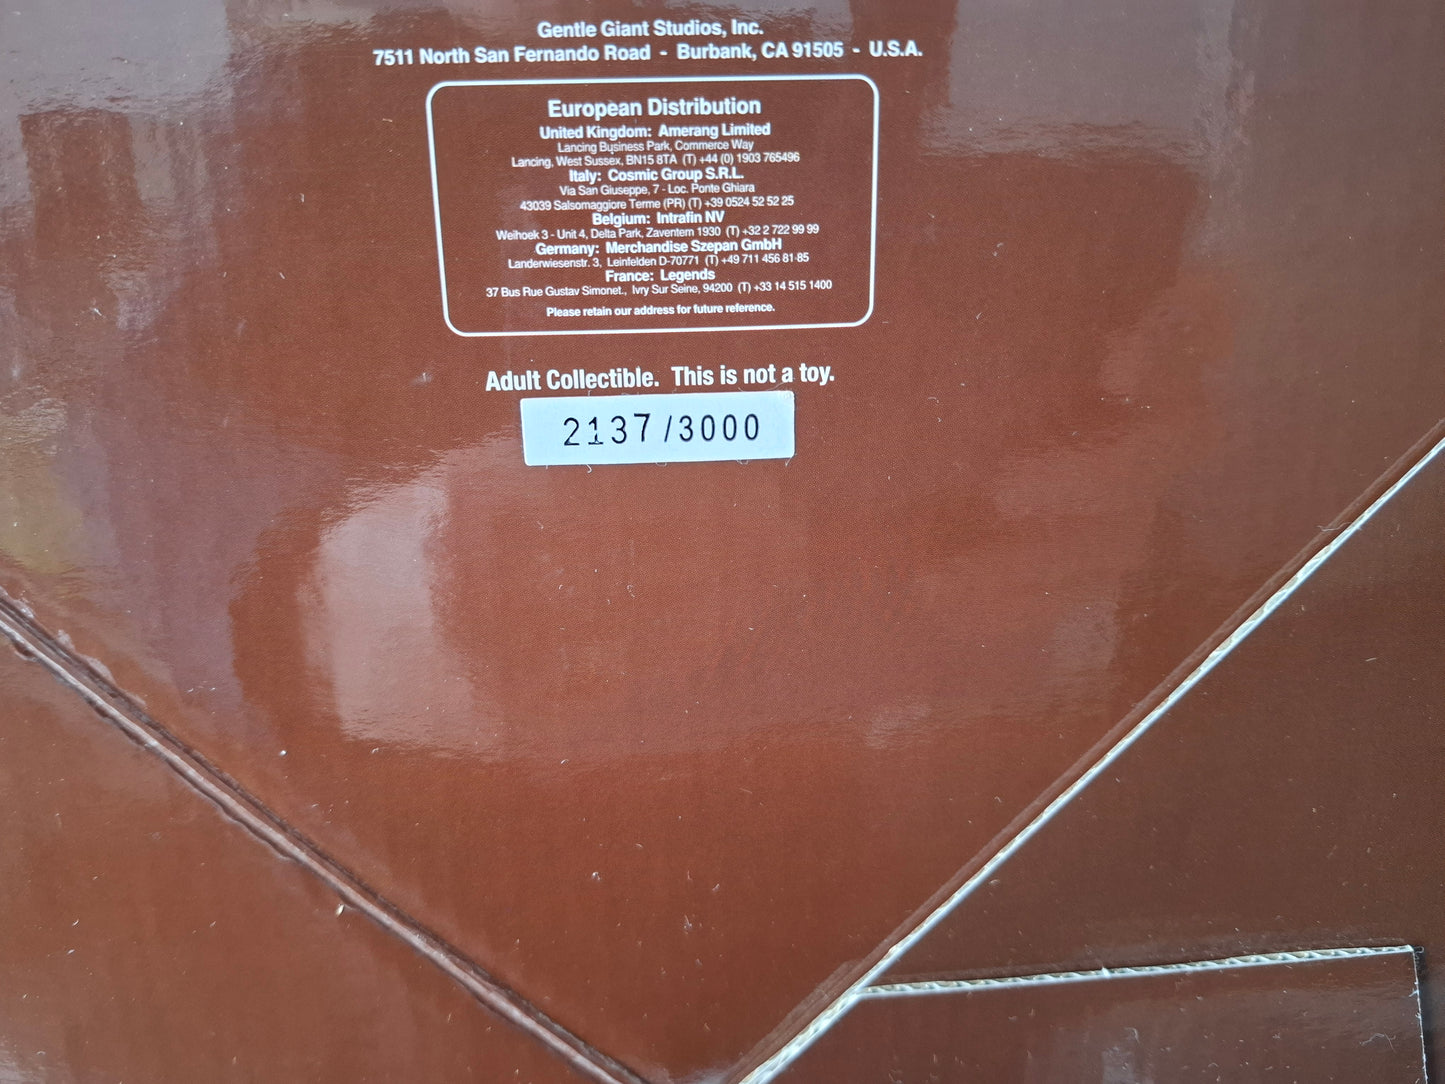 Gentle Giant Studios, Inc.
7511 North San Fernando Road - Burbank, CA 91505 - U.S.A.
European Distribution
United Kingdom: Amerang Limited
Lancing Business Park, Commerce Way
Lancing, West Sussex, BN15 8TA (T) +44 (0) 1903 765496
Italy: Cosmic Group S.R.L.
Via San Giuseppe, 7 - Loc. Ponte Ghiara
43039 Salsomaggiore Terme (PR) (T) +39 0524 52 52 25
Belgium: Intrafin NV
Weihoek 3 - Unit 4, Delta Park, Zaventem 1930 (T) +32 2 722 99 99
Germany: Merchandise Szepan GmbH
Landerwiesenstr. 3, Leinfelden D-70771 (T) +49 711 456 81-85
France: Legends
37 Bus Rue Gustav Simonet., Ivry Sur Seine, 94200 (T) +33 14 515 1400
Please retain our address for future reference.
Adult Collectible. This is not a toy.
2137/3000